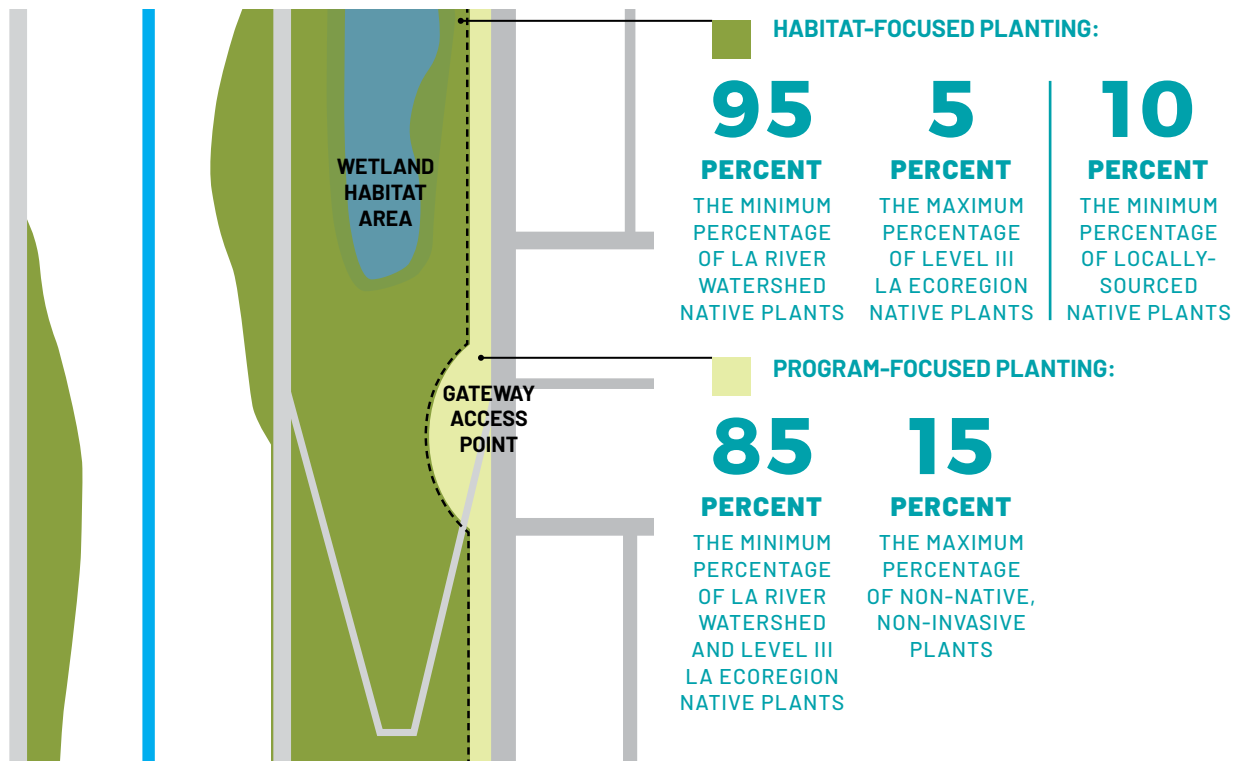 WETLAND
HABITAT
AREA
GATEWAY
ACCESS
POINT
HABITAT-FOCUSED PLANTING:
95
PERCENT
THE MINIMUM
PERCENTAGE
OF LA RIVER
WATERSHED
NATIVE PLANTS
5
PERCENT
THE MAXIMUM
PERCENTAGE
OF LEVEL III
LA ECOREGION
NATIVE PLANTS
10
PERCENT
THE MINIMUM
PERCENTAGE
OF LOCALLY-
SOURCED
NATIVE PLANTS
PROGRAM-FOCUSED PLANTING:
85
PERCENT
THE MINIMUM
PERCENTAGE
OF LA RIVER
WATERSHED
AND LEVEL III
LA ECOREGION
NATIVE PLANTS
15
PERCENT
THE MAXIMUM
PERCENTAGE
OF NON-NATIVE,
NON-INVASIVE
PLANTS